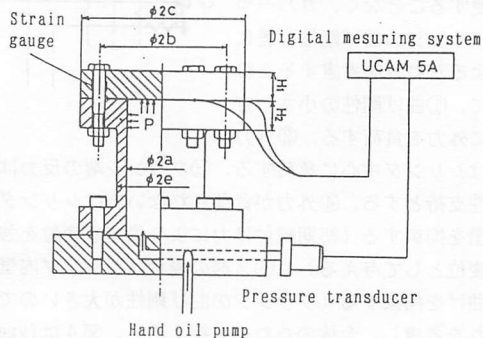 Strain
gauge
φ2c
φ2b
Digital mesuring system
UCAM 5A
H₁
H₂
P
φ2a
φ2e
Pressure transducer
Hand oil pump